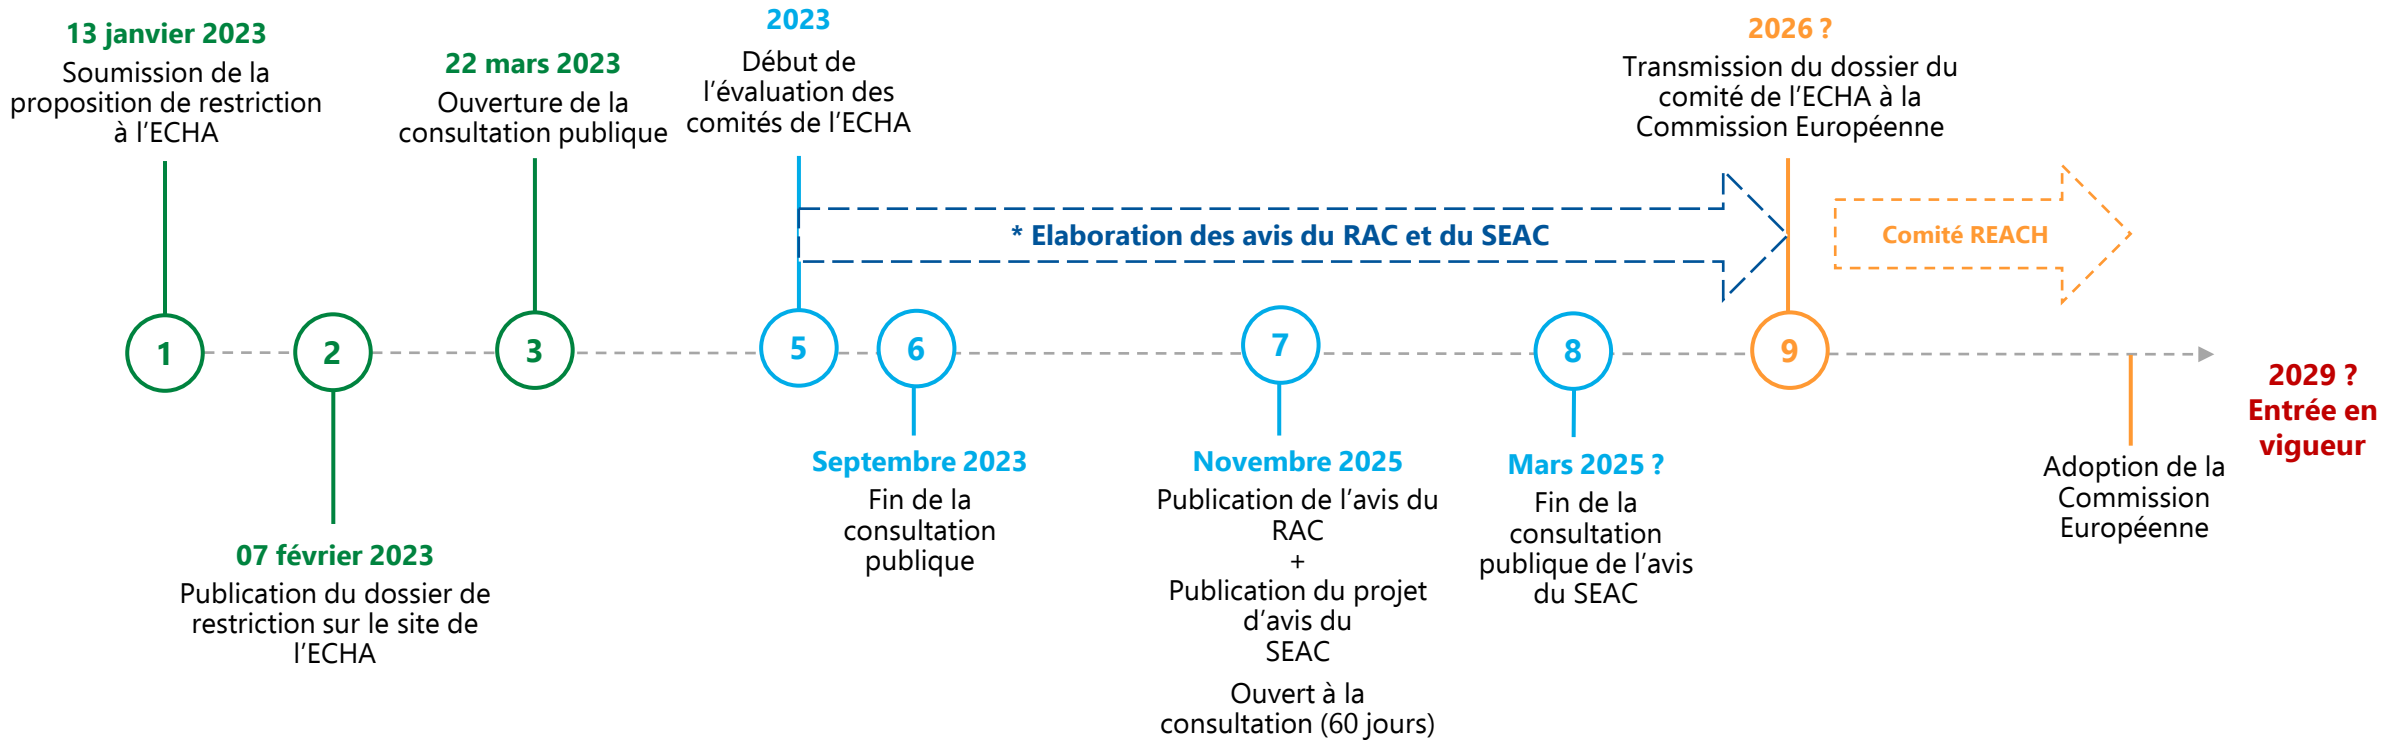 13 janvier 2023
Soumission de la
proposition de restriction
à l’ECHA
22 mars 2023
Ouverture de la
consultation publique
2023
Début de
l’évaluation des
comités de l’ECHA
2026 ?
Transmission du dossier du
comité de l’ECHA à la
Commission Européenne
* Elaboration des avis du RAC et du SEAC
Comité REACH
1
2
3
5
6
7
8
9
2029 ?
Entrée en
vigueur
07 février 2023
Publication du dossier de
restriction sur le site de
l’ECHA
Septembre 2023
Fin de la
consultation
publique
Novembre 2025
Publication de l’avis du
RAC
+
Publication du projet
d’avis du
SEAC
Ouvert à la
consultation (60 jours)
Mars 2025 ?
Fin de la
consultation
publique de l’avis
du SEAC
Adoption de la
Commission
Européenne